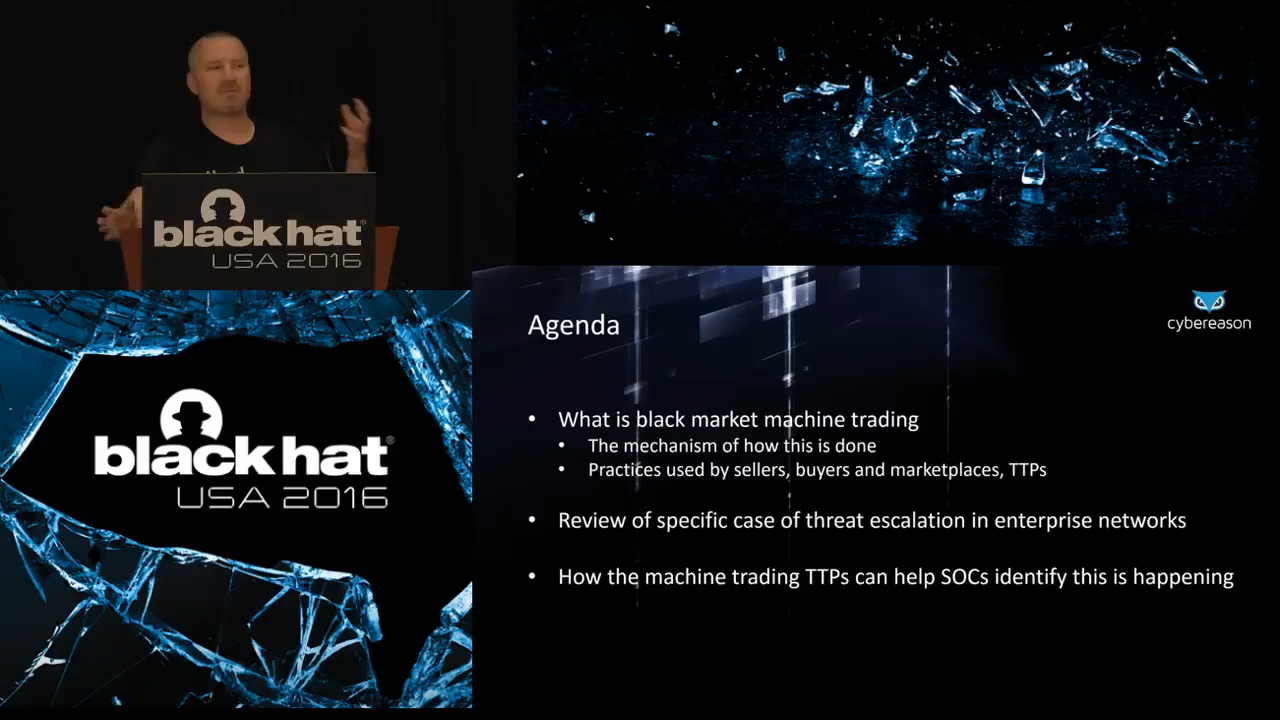 black hat
USA 2016
black hat®
USA 2016
cybereason
Agenda
• What is black market machine trading
• The mechanism of how this is done
• Practices used by sellers, buyers and marketplaces, TTPs
• Review of specific case of threat escalation in enterprise networks
• How the machine trading TTPs can help SOCs identify this is happening